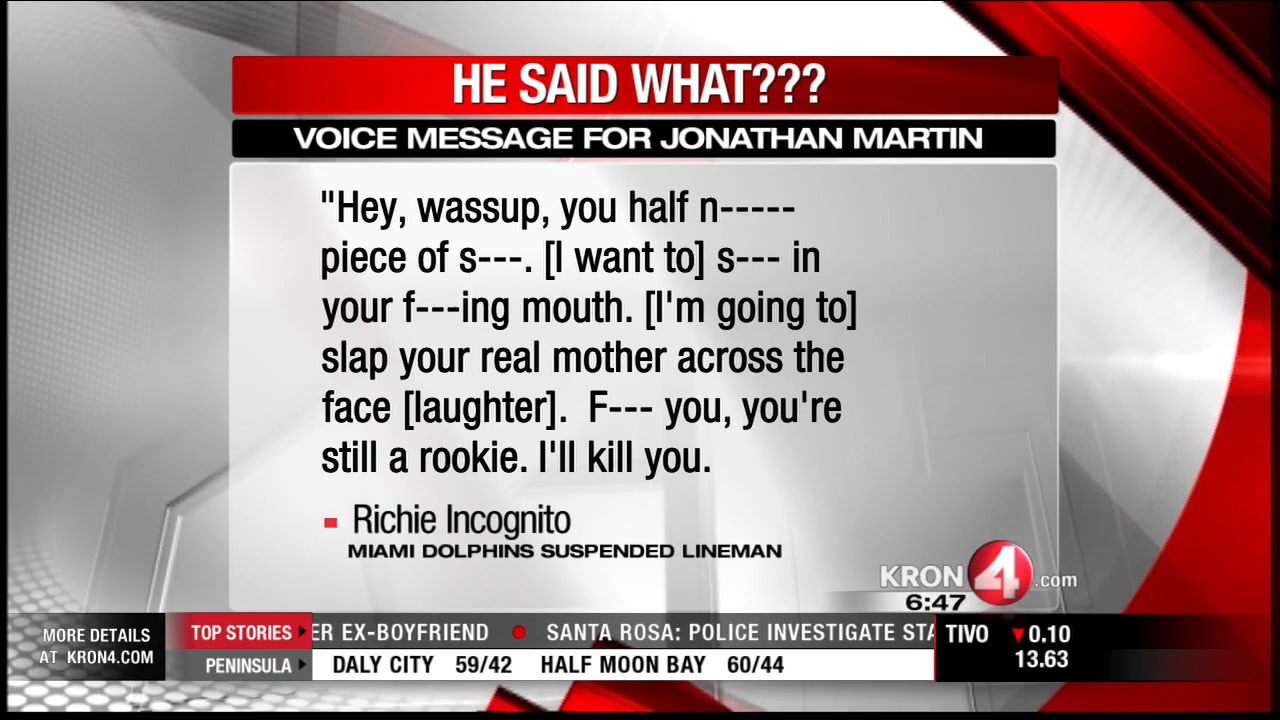 HE SAID WHAT???
VOICE MESSAGE FOR JONATHAN MARTIN
"Hey, wassup, you half n-----
piece of s---. [I want to] s--- in
your f---ing mouth. [I'm going to]
slap your real mother across the
face [laughter].  F--- you, you're
still a rookie. I'll kill you.
Richie Incognito
MIAMI DOLPHINS SUSPENDED LINEMAN
KRON 4.com
6:47
MORE DETAILS
AT KRON4.COM
TOP STORIES
ER EX-BOYFRIEND SANTA ROSA: POLICE INVESTIGATE STA
PENINSULA
DALY CITY 59/42 HALF MOON BAY 60/44
TIVO ▼0.10
13.63